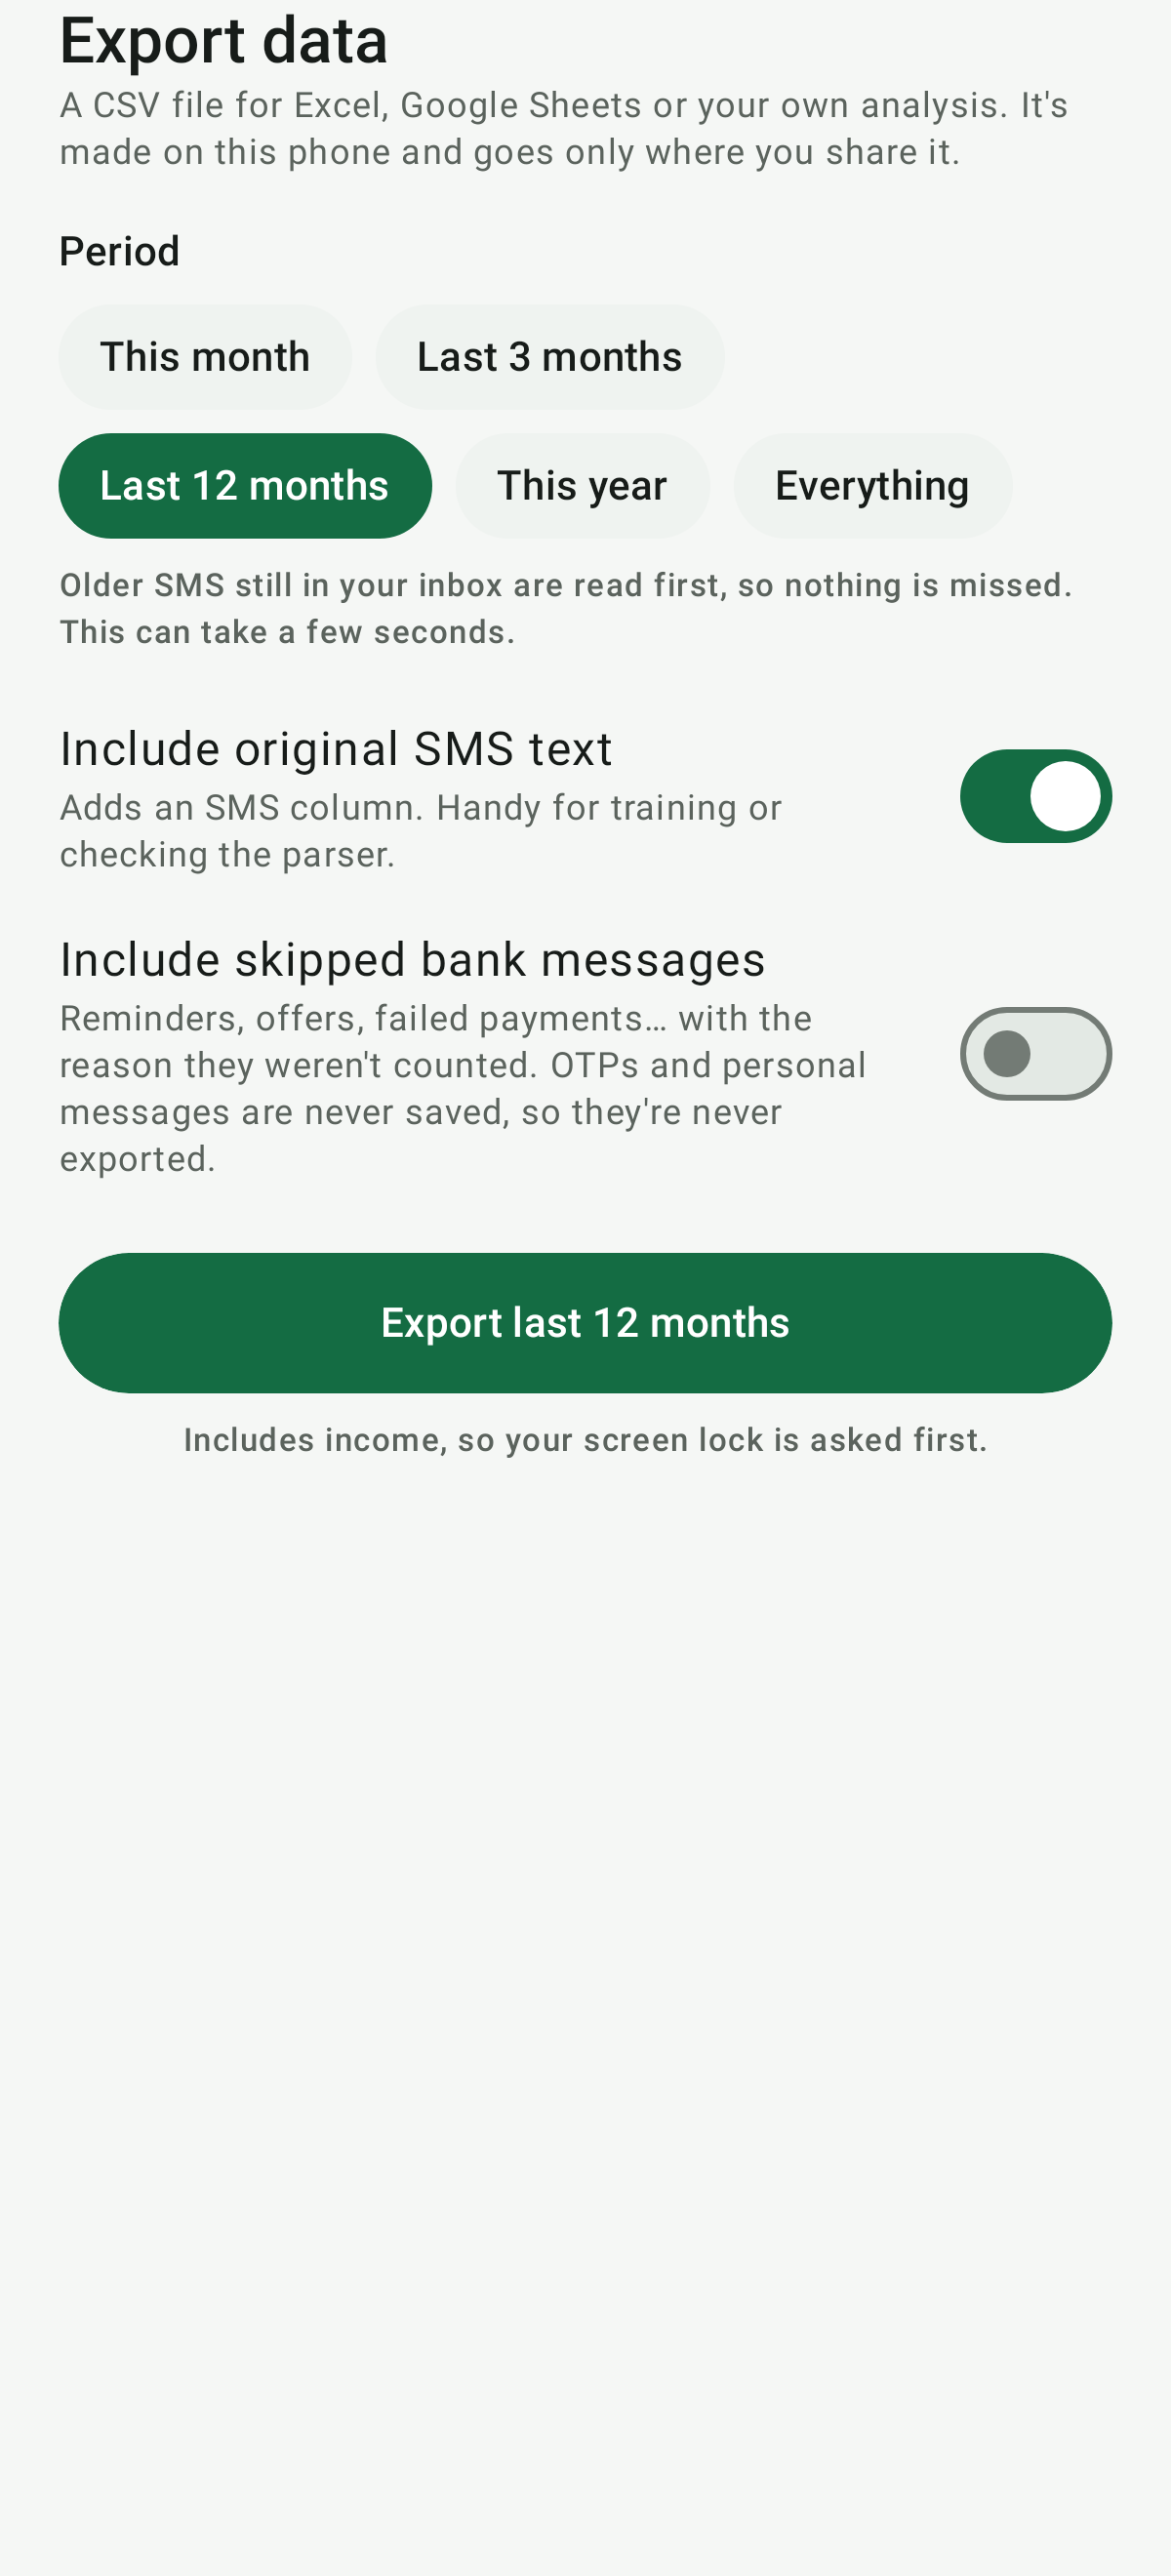 Export data
A CSV file for Excel, Google Sheets or your own analysis. It's
made on this phone and goes only where you share it.
Period
This month
Last 3 months
Last 12 months
This year
Everything
Older SMS still in your inbox are read first, so nothing is missed.
This can take a few seconds.
Include original SMS text
Adds an SMS column. Handy for training or
checking the parser.
Include skipped bank messages
Reminders, offers, failed payments… with the
reason they weren't counted. OTPs and personal
messages are never saved, so they're never
exported.
Export last 12 months
Includes income, so your screen lock is asked first.